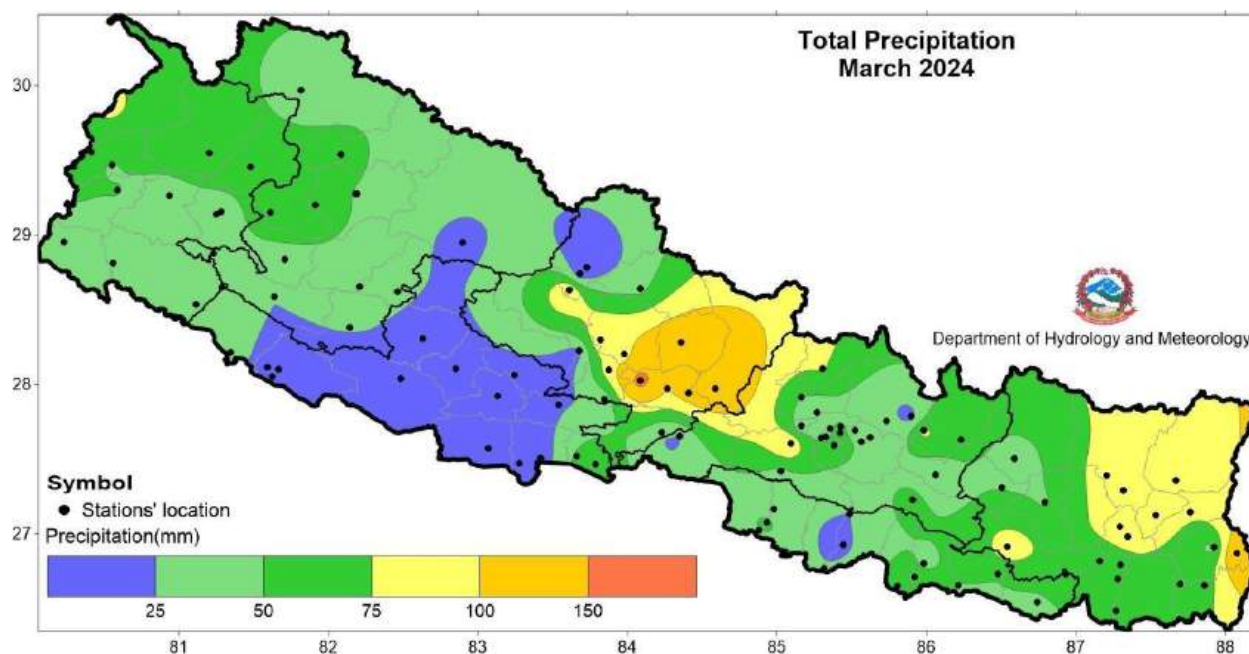 Total Precipitation
March 2024
30
29
28
27
Department of Hydrology and Meteorology
Symbol
Stations' location
Precipitation(mm)
25 50 75 100 150
81 82 83 84 85 86 87 88